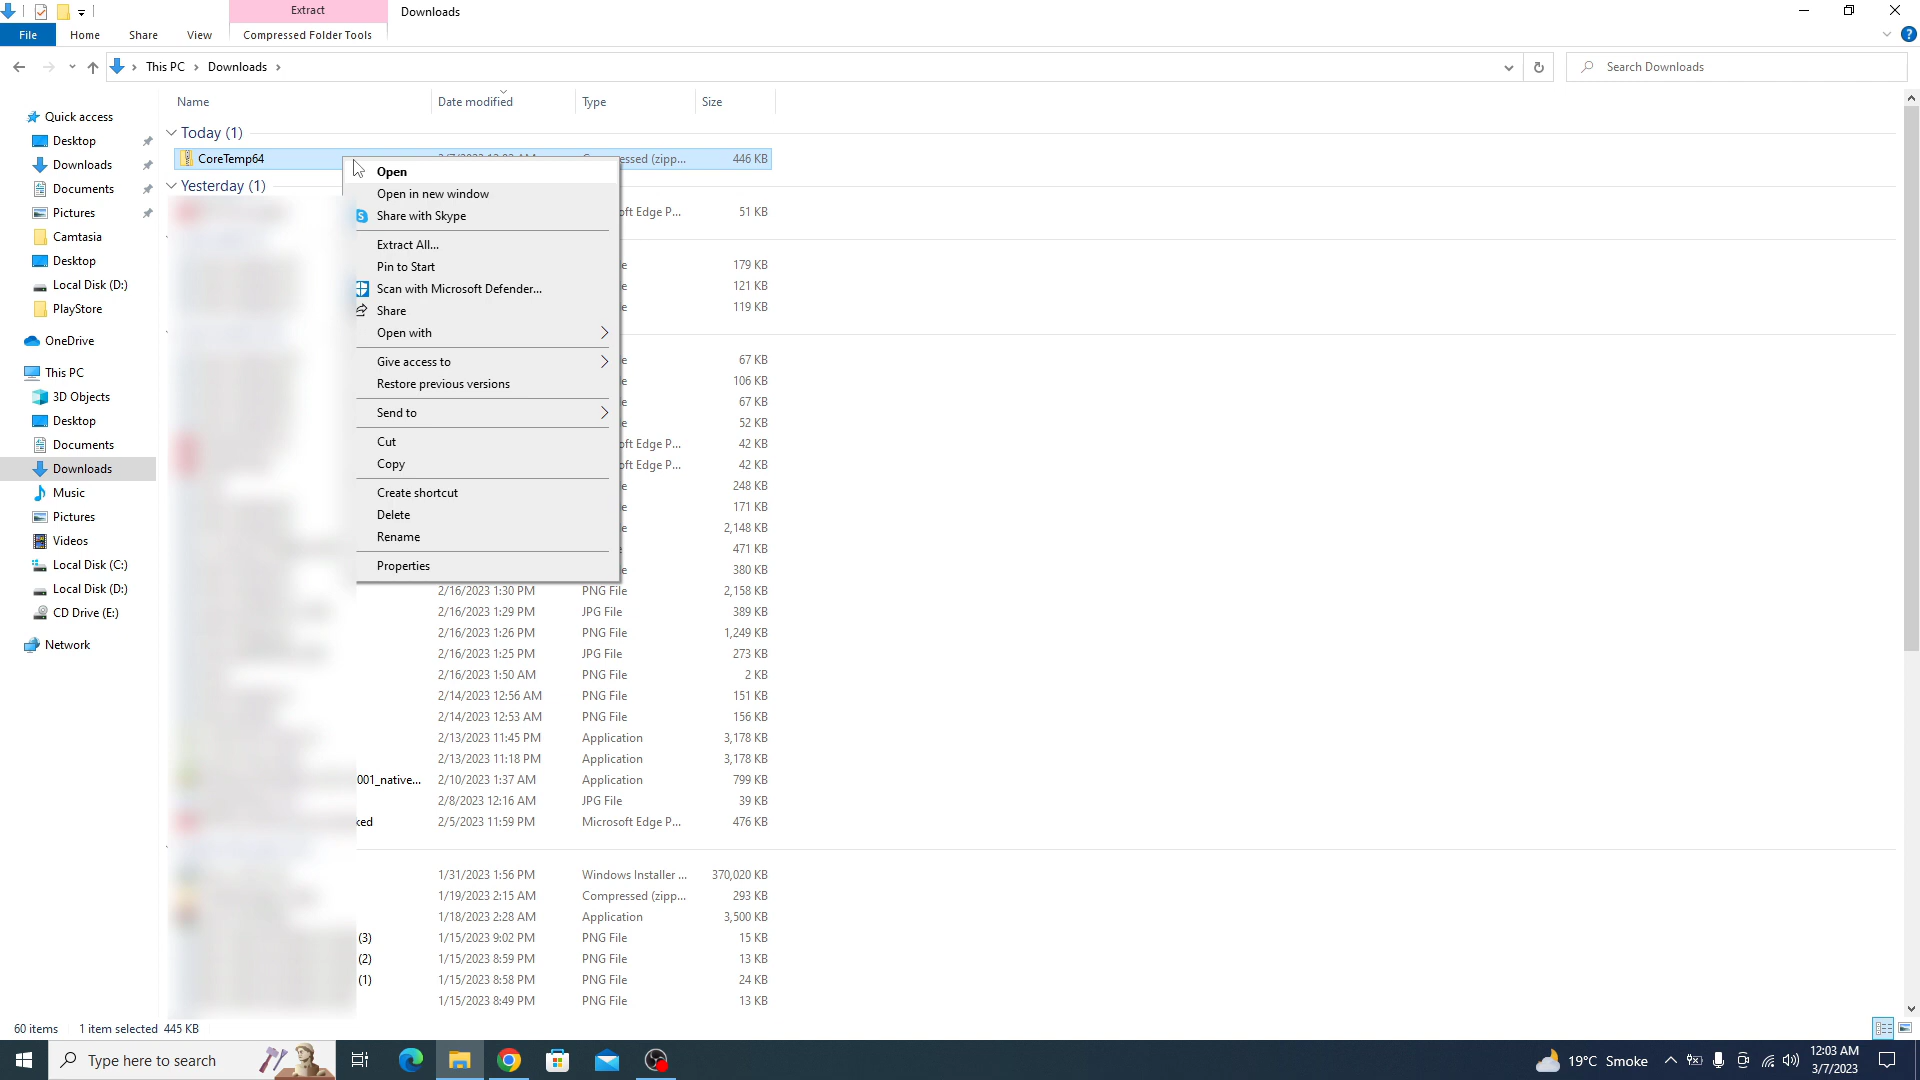 Extract
Downloads
File
Home
Share
View
Compressed Folder Tools
This PC
Downloads
Search Downloads
Name
Date modified
Type
Size
Quick access
Desktop
Downloads
Documents
Pictures
Camtasia
Desktop
Local Disk (D:)
PlayStore
OneDrive
This PC
3D Objects
Desktop
Documents
Downloads
Music
Pictures
Videos
Local Disk (C:)
Local Disk (D:)
CD Drive (E:)
Network
Today (1)
CoreTemp64 essed (zipp... 446 KB
Yesterday (1)
oft Edge P... 51 KB
e 179 KB
e 121 KB
e 119 KB
e 67 KB
e 106 KB
e 67 KB
e 52 KB
oft Edge P... 42 KB
oft Edge P... 42 KB
e 248 KB
e 171 KB
e 2,148 KB
471 KB
e 380 KB
Open
Open in new window
Share with Skype
Extract All...
Pin to Start
Scan with Microsoft Defender...
Share
Open with
Give access to
Restore previous versions
Send to
Cut
Copy
Create shortcut
Delete
Rename
Properties
2/16/2023 1:30 PM PNG File 2,158 KB
2/16/2023 1:29 PM JPG File 389 KB
2/16/2023 1:26 PM PNG File 1,249 KB
2/16/2023 1:25 PM JPG File 273 KB
2/16/2023 1:50 AM PNG File 2 KB
2/14/2023 12:56 AM PNG File 151 KB
2/14/2023 12:53 AM PNG File 156 KB
2/13/2023 11:45 PM Application 3,178 KB
2/13/2023 11:18 PM Application 3,178 KB
001_native... 2/10/2023 1:37 AM Application 799 KB
2/8/2023 12:16 AM JPG File 39 KB
ked 2/5/2023 11:59 PM Microsoft Edge P... 476 KB
1/31/2023 1:56 PM Windows Installer ... 370,020 KB
1/19/2023 2:15 AM Compressed (zipp... 293 KB
1/18/2023 2:28 AM Application 3,500 KB
(3) 1/15/2023 9:02 PM PNG File 15 KB
(2) 1/15/2023 8:59 PM PNG File 13 KB
(1) 1/15/2023 8:58 PM PNG File 24 KB
1/15/2023 8:49 PM PNG File 13 KB
60 items 1 item selected 445 KB
Type here to search
19°C Smoke
12:03 AM
3/7/2023